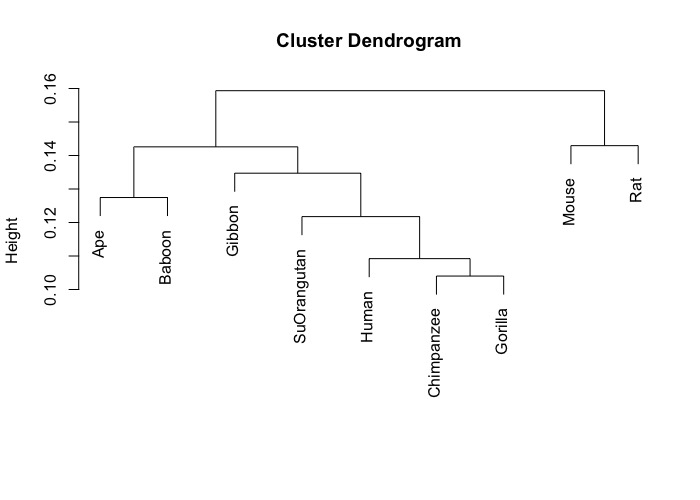 Cluster Dendrogram
Height
0.16
0.14
0.12
0.10
Ape
Baboon
Gibbon
SuOrangutan
Human
Chimpanzee
Gorilla
Mouse
Rat